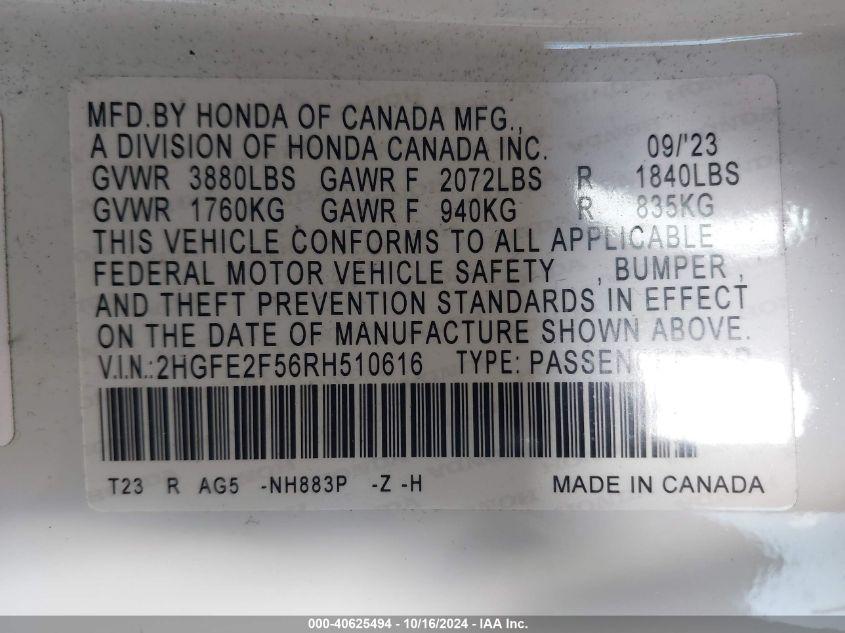 MFD.BY HONDA OF CANADA MFG.,
A DIVISION OF HONDA CANADA INC. 09/'23
GVWR 3880LBS GAWR F 2072LBS R 1840LBS
GVWR 1760KG GAWR F 940KG R 835KG
THIS VEHICLE CONFORMS TO ALL APPLICABLE
FEDERAL MOTOR VEHICLE SAFETY , BUMPER ,
AND THEFT PREVENTION STANDARDS IN EFFECT
ON THE DATE OF MANUFACTURE SHOWN ABOVE.
V.I.N.:2HGFE2F56RH510616 TYPE:
T23 R AG5 -NH883P -Z -H MADE IN CANADA
000-40625494 - 10/16/2024 - IAA Inc.